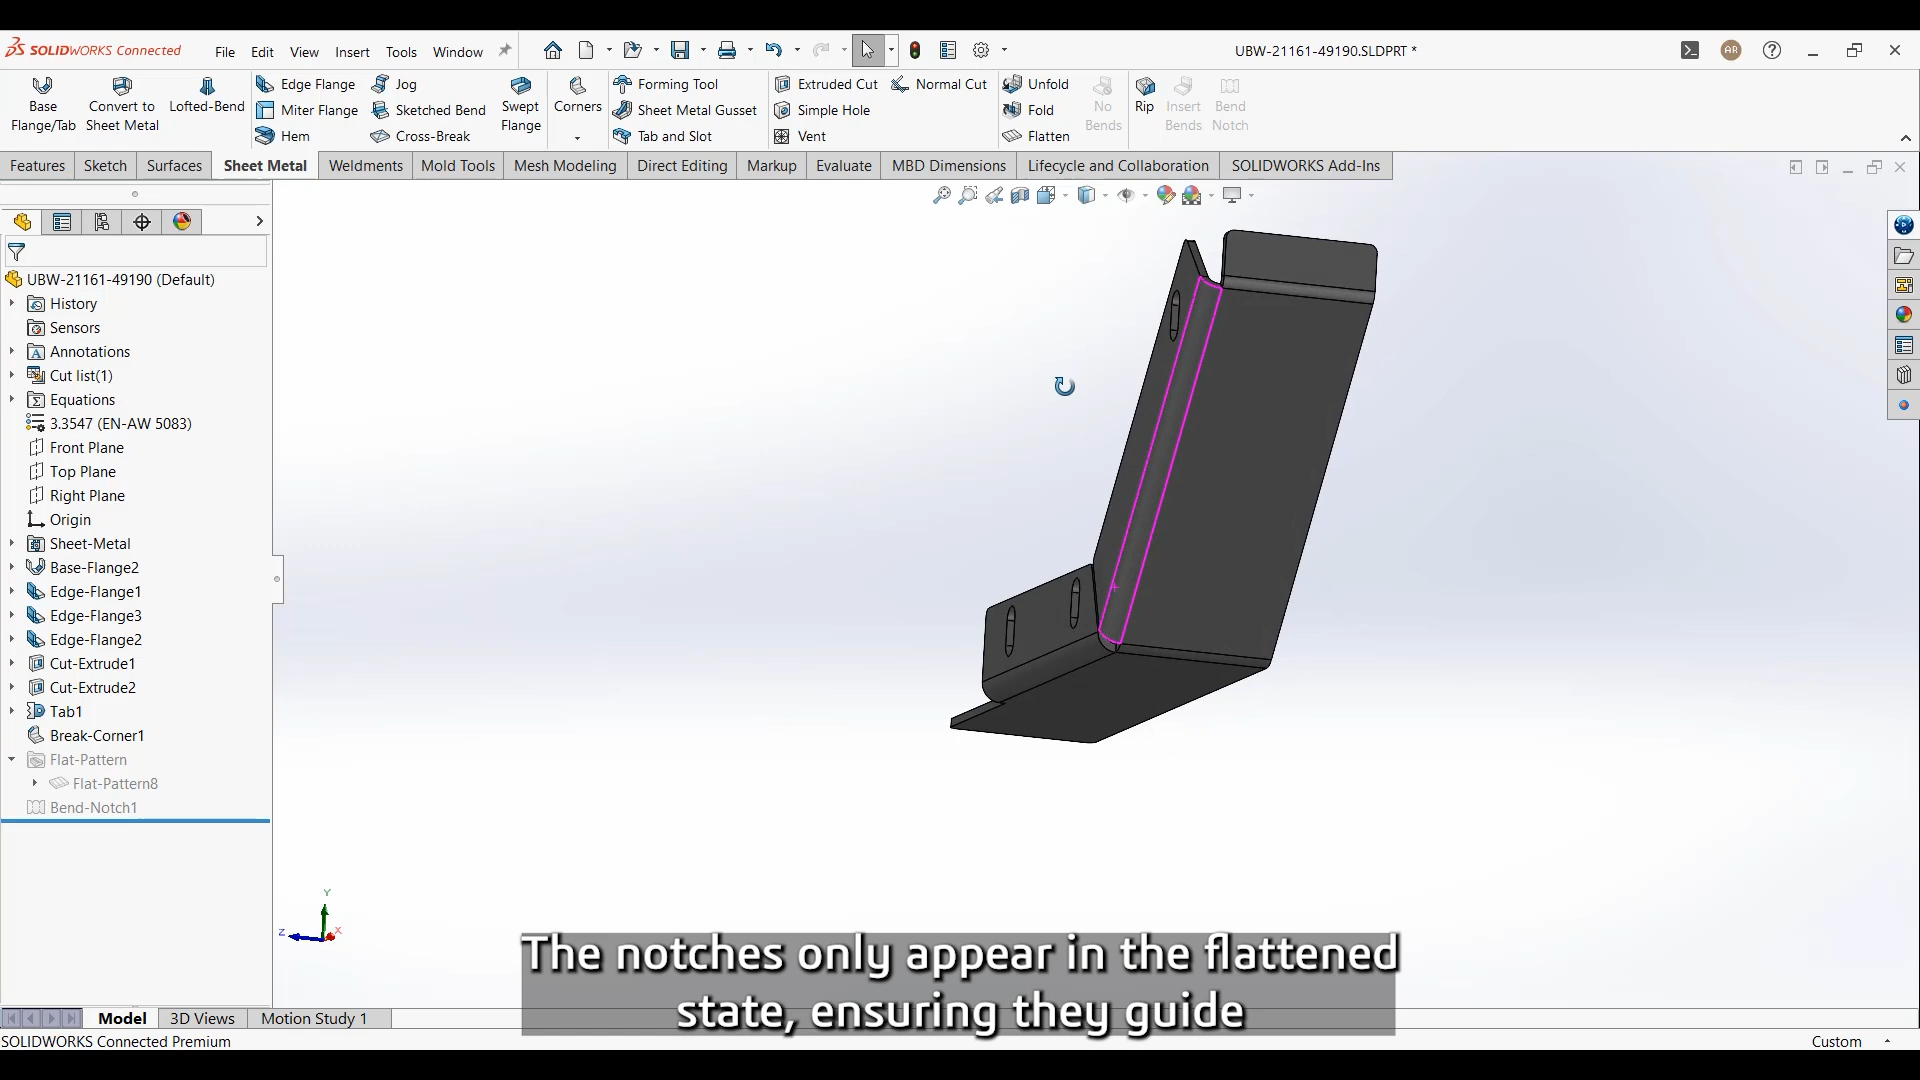 SOLIDWORKS Connected
File Edit View Insert Tools Window
UBW-21161-49190.SLDPRT *
AR
Base Flange/Tab
Convert to Sheet Metal
Lofted-Bend
Edge Flange
Miter Flange
Hem
Jog
Sketched Bend
Cross-Break
Swept Flange
Corners
Forming Tool
Sheet Metal Gusset
Tab and Slot
Extruded Cut
Simple Hole
Vent
Normal Cut
Unfold
Fold
Flatten
No Bends
Rip
Insert Bends
Bend Notch
Features Sketch Surfaces Sheet Metal Weldments Mold Tools Mesh Modeling Direct Editing Markup Evaluate MBD Dimensions Lifecycle and Collaboration SOLIDWORKS Add-Ins
UBW-21161-49190 (Default)
History
Sensors
Annotations
Cut list(1)
Equations
3.3547 (EN-AW 5083)
Front Plane
Top Plane
Right Plane
Origin
Sheet-Metal
Base-Flange2
Edge-Flange1
Edge-Flange3
Edge-Flange2
Cut-Extrude1
Cut-Extrude2
Tab1
Break-Corner1
Flat-Pattern
Flat-Pattern8
Bend-Notch1
Y
Z
X
The notches only appear in the flattened
state, ensuring they guide
Model 3D Views Motion Study 1
SOLIDWORKS Connected Premium
Custom